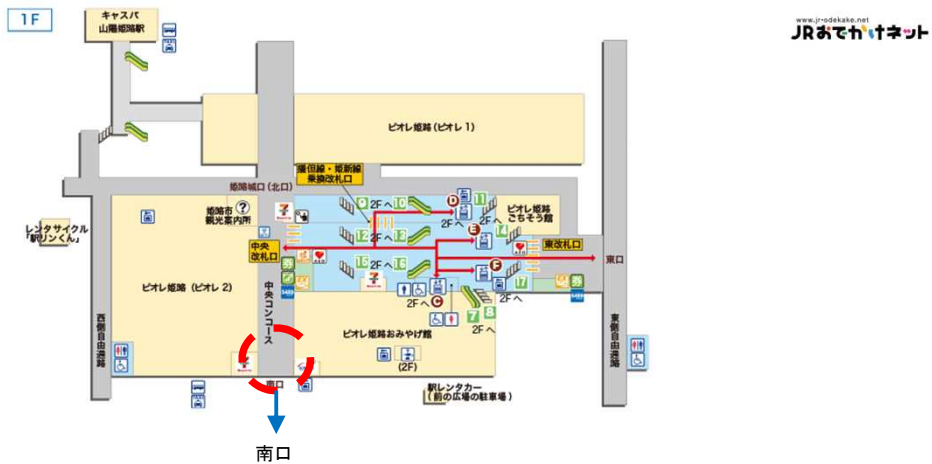 1F
キャスパ
山陽姫路駅
www.jr-odekake.net
JRおでかけネット
ピオレ姫路(ピオレ1)
播但線・姫新線
乗換改札口
姫路城口(北口)
姫路市
観光案内所
?
レンタサイクル
「駅リンくん」
9 2Fへ 10
D
11
2Fへ
ピオレ姫路
ごちそう館
12 2Fへ 13
E
14
2Fへ
中央
改札口
東改札口
東口
15 2Fへ 16
F
17
2Fへ
ピオレ姫路(ピオレ2)
中央コンコース
2Fへ C
7 8
2Fへ
ピオレ姫路おみやげ館
(2F)
西側自由通路
東側自由通路
駅レンタカー
(前の広場の駐車場)
南口
南口